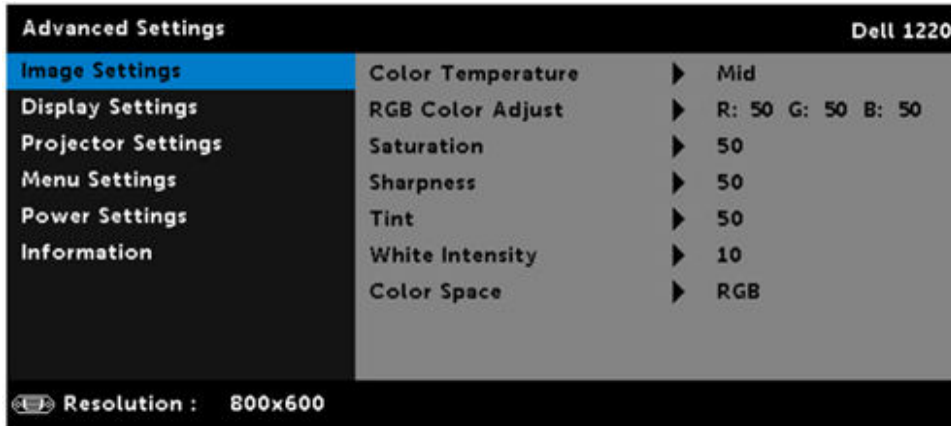 Advanced Settings Dell 1220
Image Settings
Display Settings
Projector Settings
Menu Settings
Power Settings
Information
Color Temperature Mid
RGB Color Adjust R: 50 G: 50 B: 50
Saturation 50
Sharpness 50
Tint 50
White Intensity 10
Color Space RGB
Resolution : 800x600